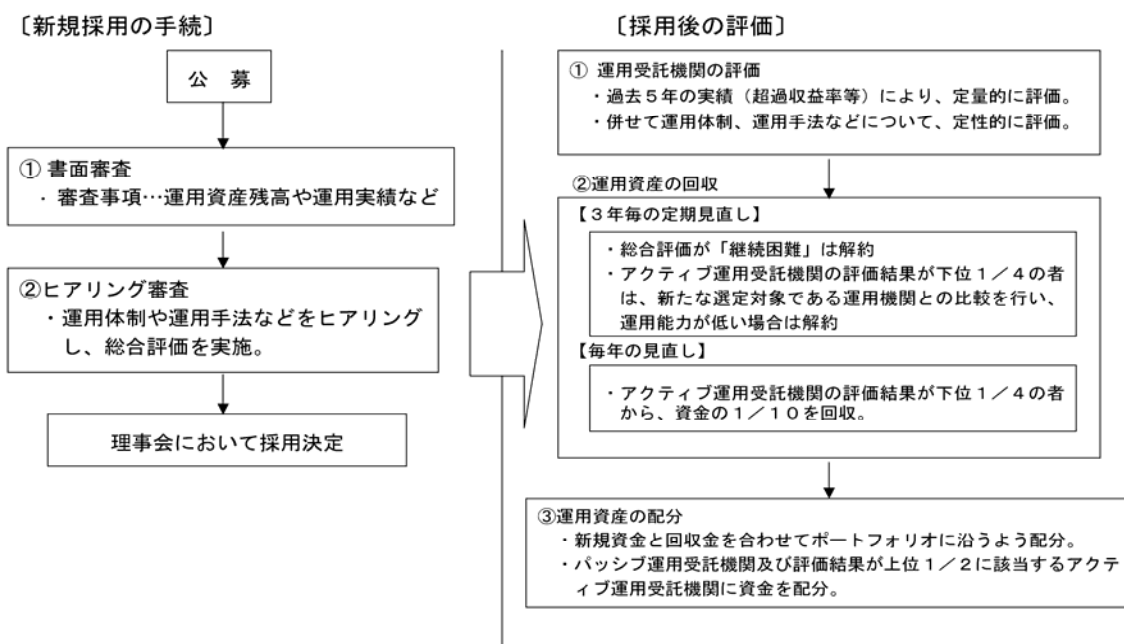 〔新規採用の手続〕
公 募
① 書面審査
・ 審査事項…運用資産残高や運用実績など
②ヒアリング審査
・運用体制や運用手法などをヒアリング
し、総合評価を実施。
理事会において採用決定
〔採用後の評価〕
① 運用受託機関の評価
・過去5年の実績（超過収益率等）により、定量的に評価。
・併せて運用体制、運用手法などについて、定性的に評価。
②運用資産の回収
【3年毎の定期見直し】
・総合評価が「継続困難」は解約
・アクティブ運用受託機関の評価結果が下位1／4の者
は、新たな選定対象である運用機関との比較を行い、
運用能力が低い場合は解約
【毎年の見直し】
・アクティブ運用受託機関の評価結果が下位1／4の者
から、資金の1／10を回収。
③運用資産の配分
・新規資金と回収金を合わせてポートフォリオに沿うよう配分。
・パッシブ運用受託機関及び評価結果が上位1／2に該当するアクテ
ィブ運用受託機関に資金を配分。